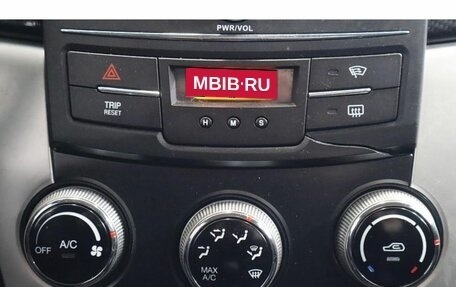 PWR/VOL
MBIB·RU
TRIP
RESET
H M S
OFF A/C
MAX
A/C